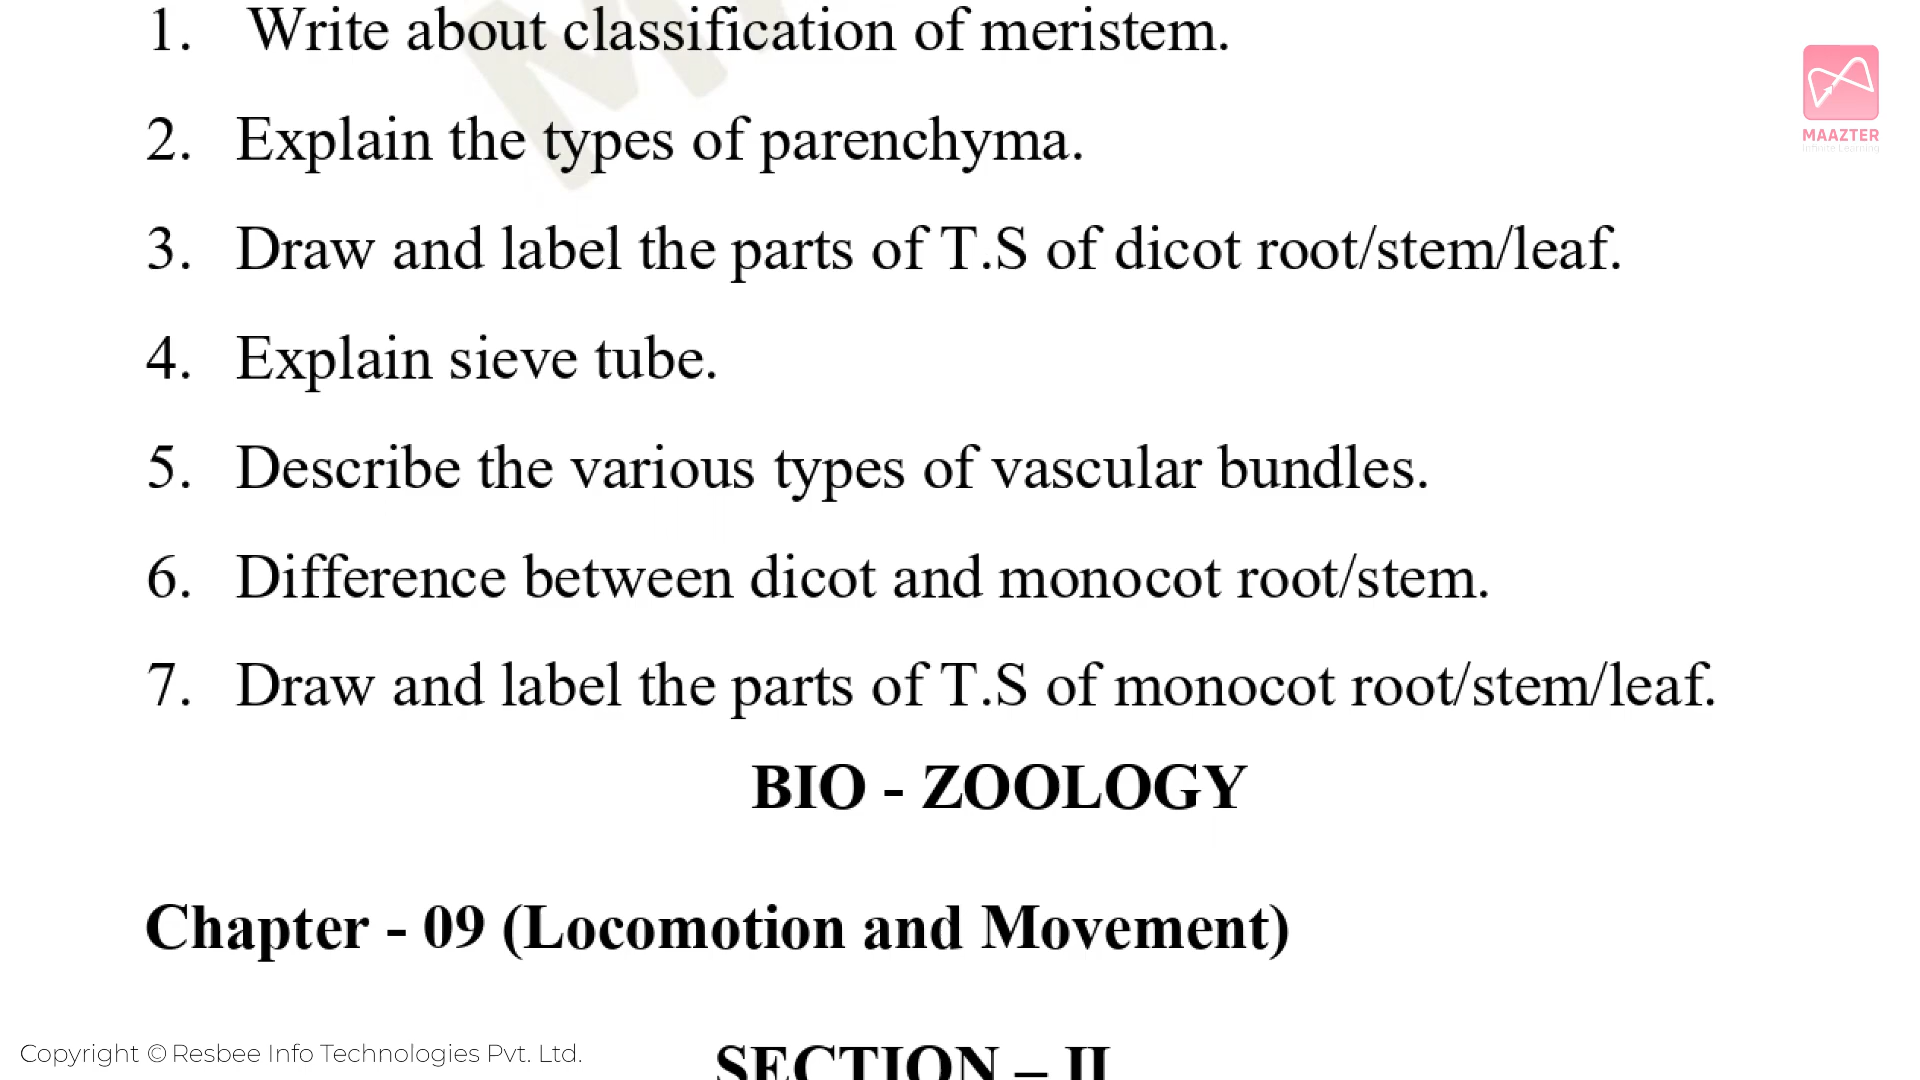 1. Write about classification of meristem.
MAAZTER
Infinite Learning
2. Explain the types of parenchyma.
3. Draw and label the parts of T.S of dicot root/stem/leaf.
4. Explain sieve tube.
5. Describe the various types of vascular bundles.
6. Difference between dicot and monocot root/stem.
7. Draw and label the parts of T.S of monocot root/stem/leaf.
BIO - ZOOLOGY
Chapter - 09 (Locomotion and Movement)
SECTION – II
Copyright © Resbee Info Technologies Pvt. Ltd.